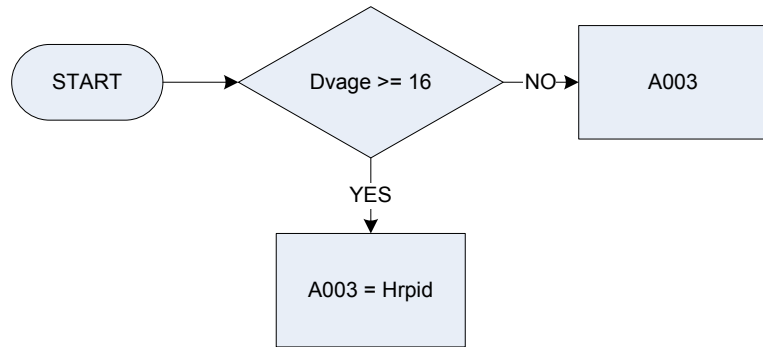 START
Dvage >= 16
NO
A003
YES
A003 = Hrpid